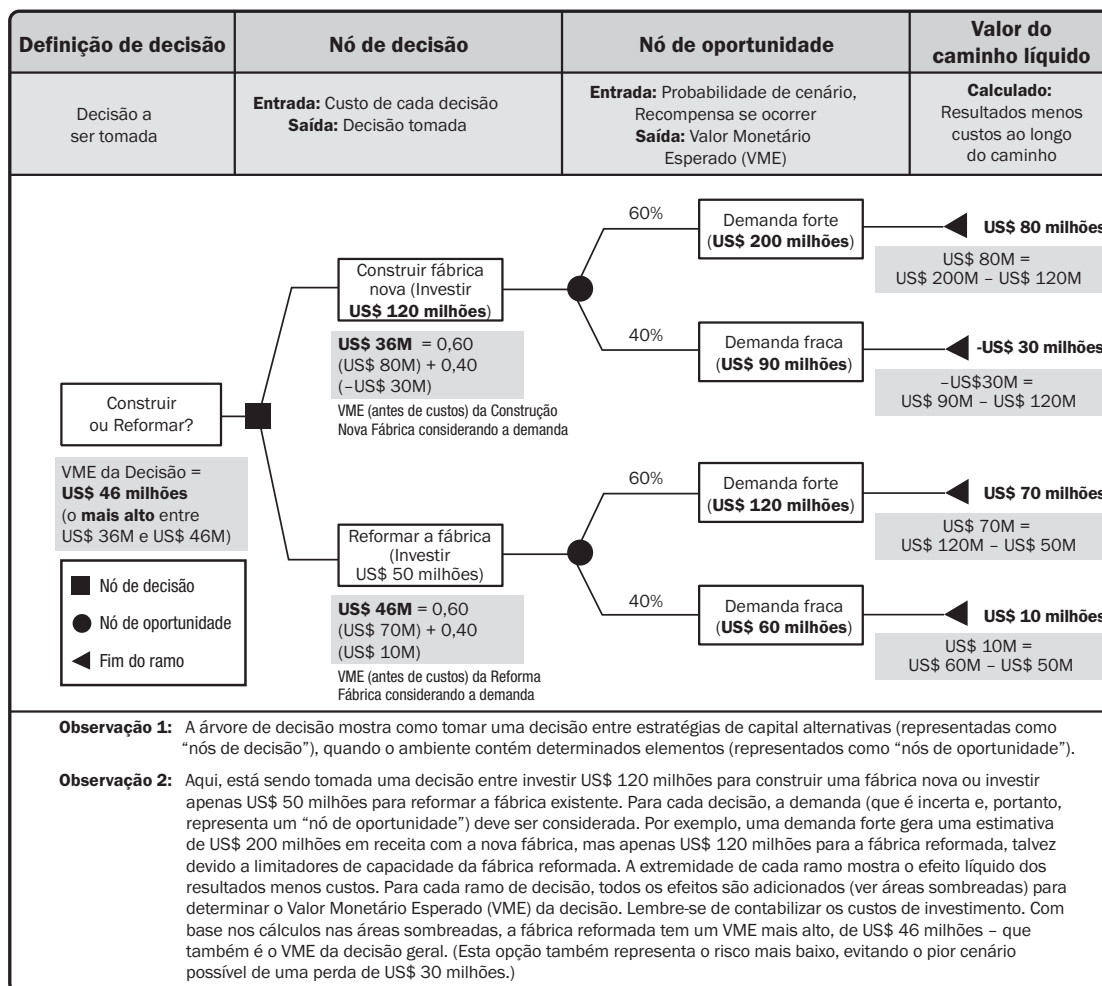 Definição de decisão
Nó de decisão
Nó de oportunidade
Valor do
caminho líquido
Decisão a
ser tomada
Entrada: Custo de cada decisão
Saída: Decisão tomada
Entrada: Probabilidade de cenário,
Recompensa se ocorrer
Saída: Valor Monetário
Esperado (VME)
Calculado:
Resultados menos
custos ao longo
do caminho
Construir
ou Reformar?
VME da Decisão =
US$ 46 milhões
(o mais alto entre
US$ 36M e US$ 46M)
Nó de decisão
Nó de oportunidade
Fim do ramo
Construir fábrica
nova (Investir
US$ 120 milhões)
US$ 36M = 0,60
(US$ 80M) + 0,40
(–US$ 30M)
VME (antes de custos) da Construção
Nova Fábrica considerando a demanda
60%
Demanda forte
(US$ 200 milhões)
US$ 80 milhões
US$ 80M =
US$ 200M – US$ 120M
40%
Demanda fraca
(US$ 90 milhões)
-US$ 30 milhões
–US$30M =
US$ 90M – US$ 120M
Reformar a fábrica
(Investir
US$ 50 milhões)
US$ 46M = 0,60
(US$ 70M) + 0,40
(US$ 10M)
VME (antes de custos) da Reforma
Fábrica considerando a demanda
60%
Demanda forte
(US$ 120 milhões)
US$ 70 milhões
US$ 70M =
US$ 120M – US$ 50M
40%
Demanda fraca
(US$ 60 milhões)
US$ 10 milhões
US$ 10M =
US$ 60M – US$ 50M
Observação 1: A árvore de decisão mostra como tomar uma decisão entre estratégias de capital alternativas (representadas como
“nós de decisão”), quando o ambiente contém determinados elementos (representados como “nós de oportunidade”).
Observação 2: Aqui, está sendo tomada uma decisão entre investir US$ 120 milhões para construir uma fábrica nova ou investir
apenas US$ 50 milhões para reformar a fábrica existente. Para cada decisão, a demanda (que é incerta e, portanto,
representa um “nó de oportunidade”) deve ser considerada. Por exemplo, uma demanda forte gera uma estimativa
de US$ 200 milhões em receita com a nova fábrica, mas apenas US$ 120 milhões para a fábrica reformada, talvez
devido a limitadores de capacidade da fábrica reformada. A extremidade de cada ramo mostra o efeito líquido dos
resultados menos custos. Para cada ramo de decisão, todos os efeitos são adicionados (ver áreas sombreadas) para
determinar o Valor Monetário Esperado (VME) da decisão. Lembre-se de contabilizar os custos de investimento. Com
base nos cálculos nas áreas sombreadas, a fábrica reformada tem um VME mais alto, de US$ 46 milhões – que
também é o VME da decisão geral. (Esta opção também representa o risco mais baixo, evitando o pior cenário
possível de uma perda de US$ 30 milhões.)